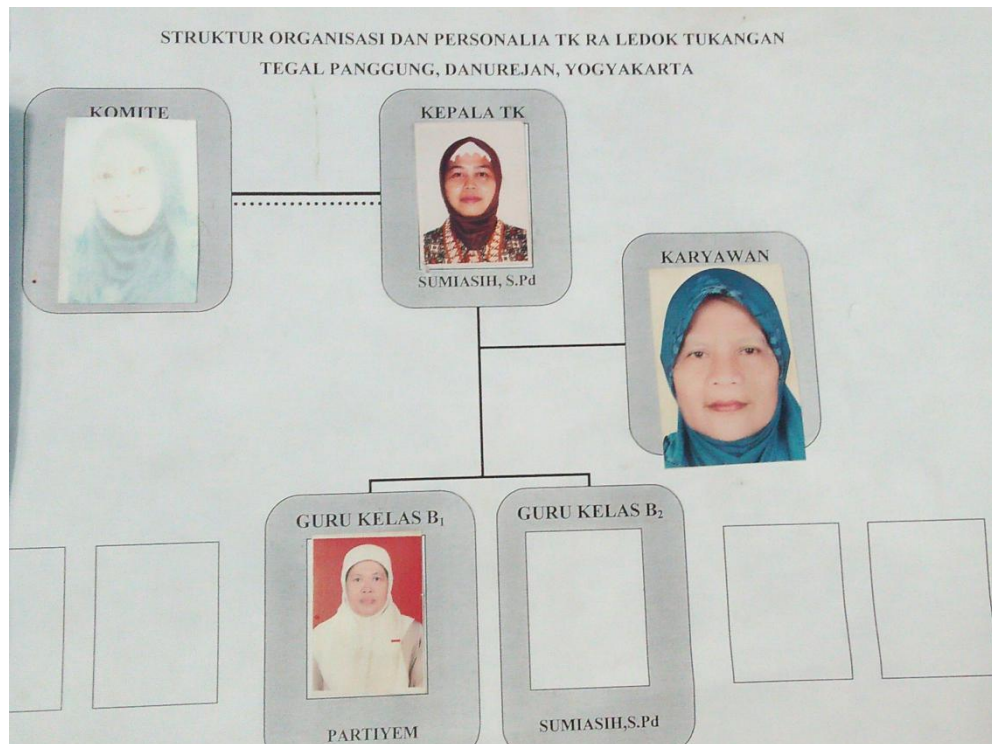 STRUKTUR ORGANISASI DAN PERSONALIA TK RA LEDOK TUKANGAN
TEGAL PANGGUNG, DANUREJAN, YOGYAKARTA
KOMITE
KEPALA TK
SUMIASIH, S.Pd
KARYAWAN
GURU KELAS B₁
PARTIYEM
GURU KELAS B₂
SUMIASIH,S.Pd